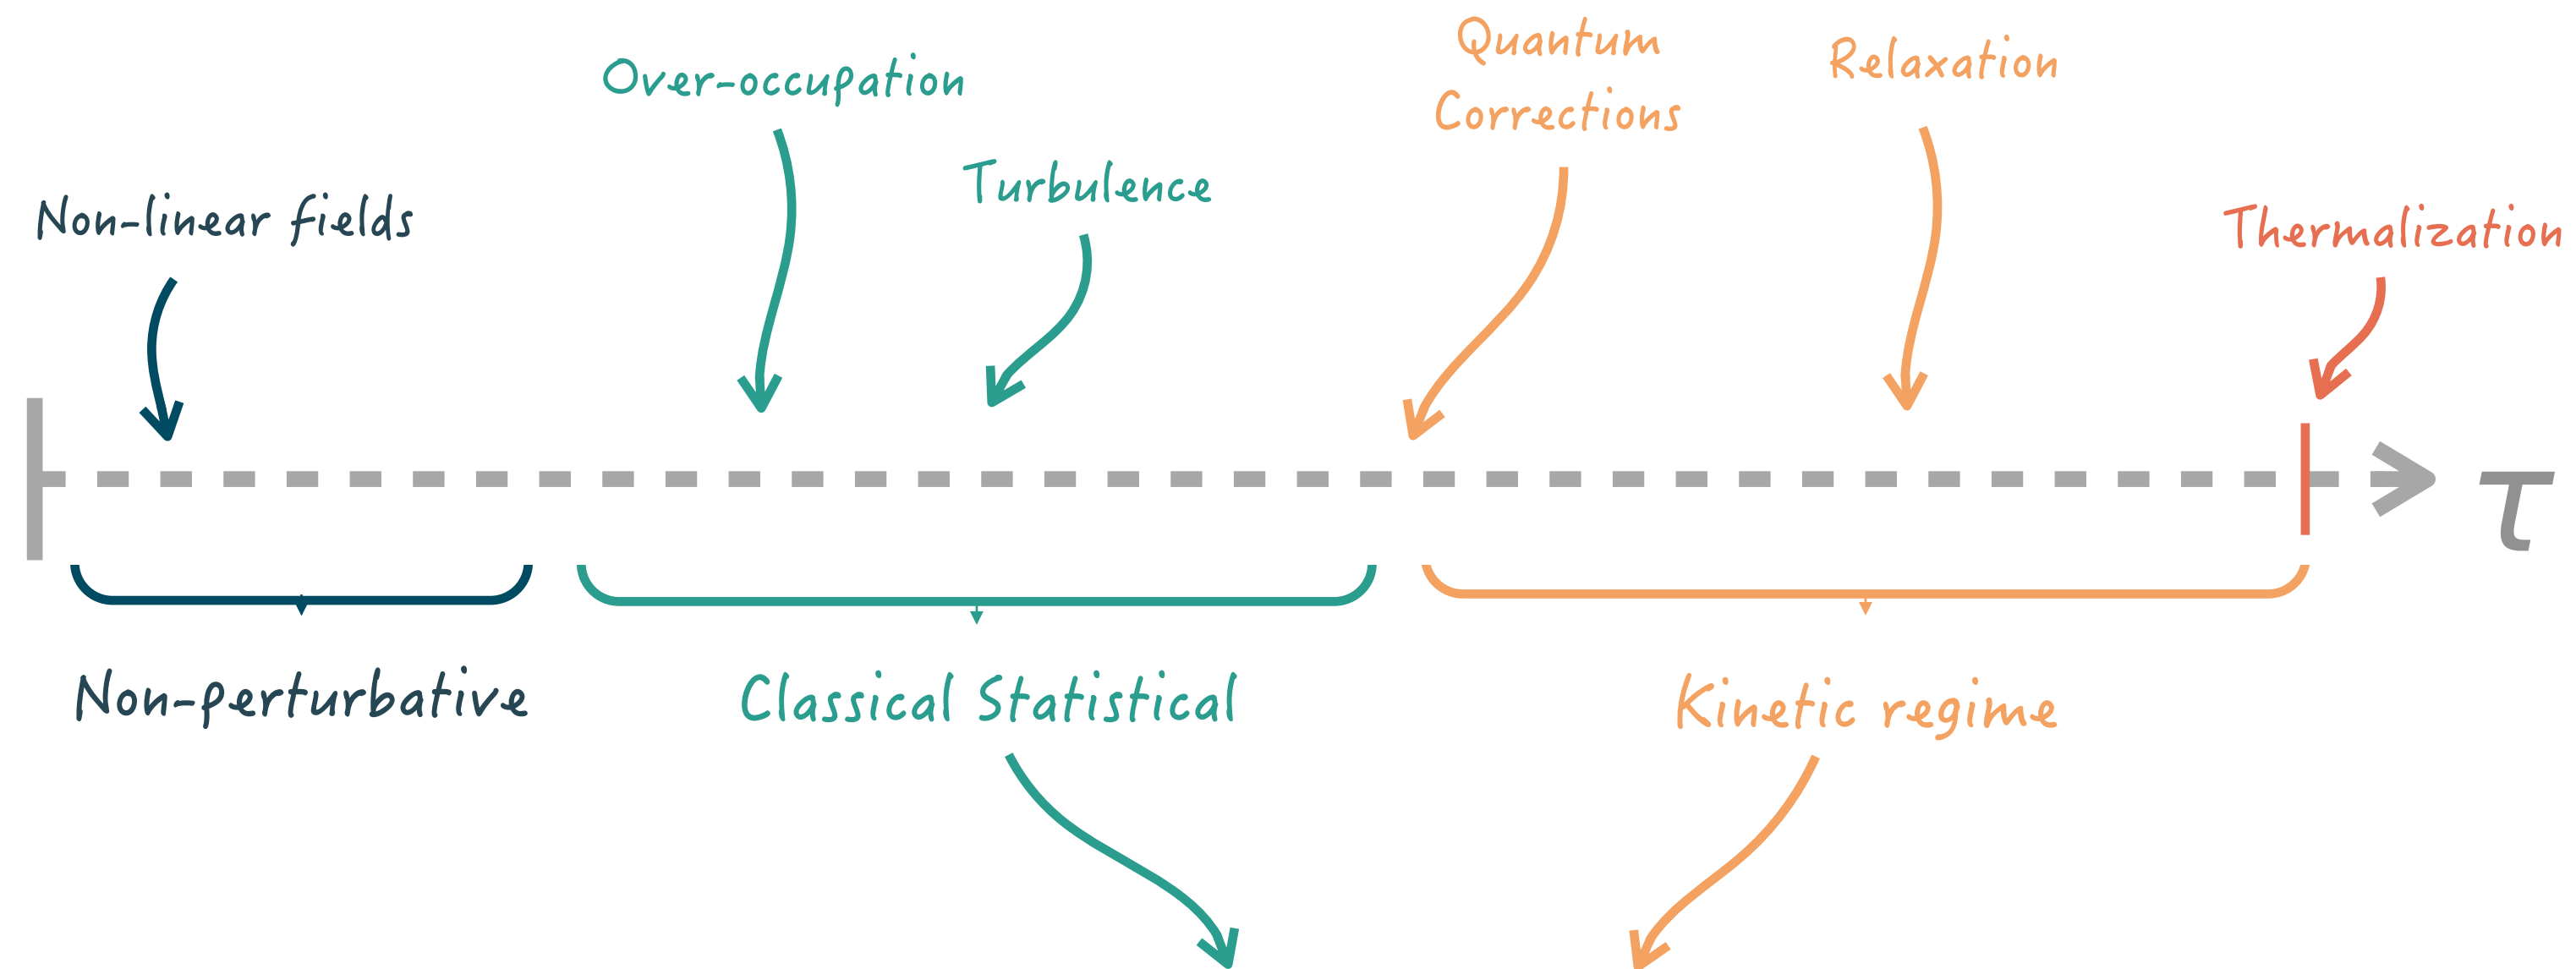 Non-linear fields
Over-occupation
Turbulence
Quantum
Corrections
Relaxation
Thermalization
τ
Non-perturbative
Classical Statistical
Kinetic regime